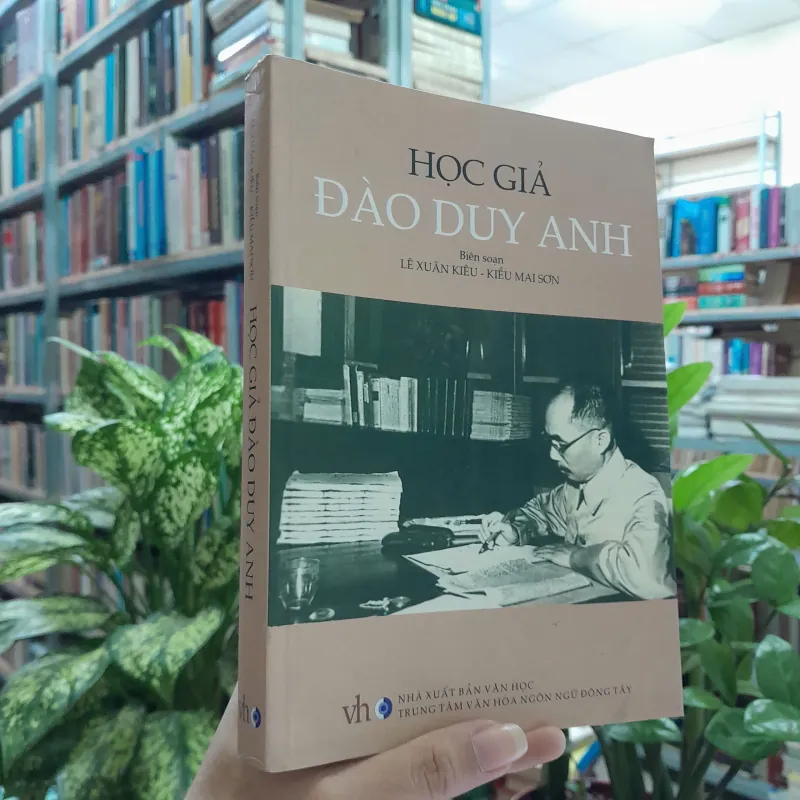 HỌC GIẢ
ĐÀO DUY ANH
Biên soạn
LÊ XUÂN KIÊU - KIỀU MAI SƠN
vh
NHÀ XUẤT BẢN VĂN HỌC
TRUNG TÂM VĂN HÓA NGÔN NGỮ ĐÔNG TÂY
HỌC GIẢ ĐÀO DUY ANH
vh